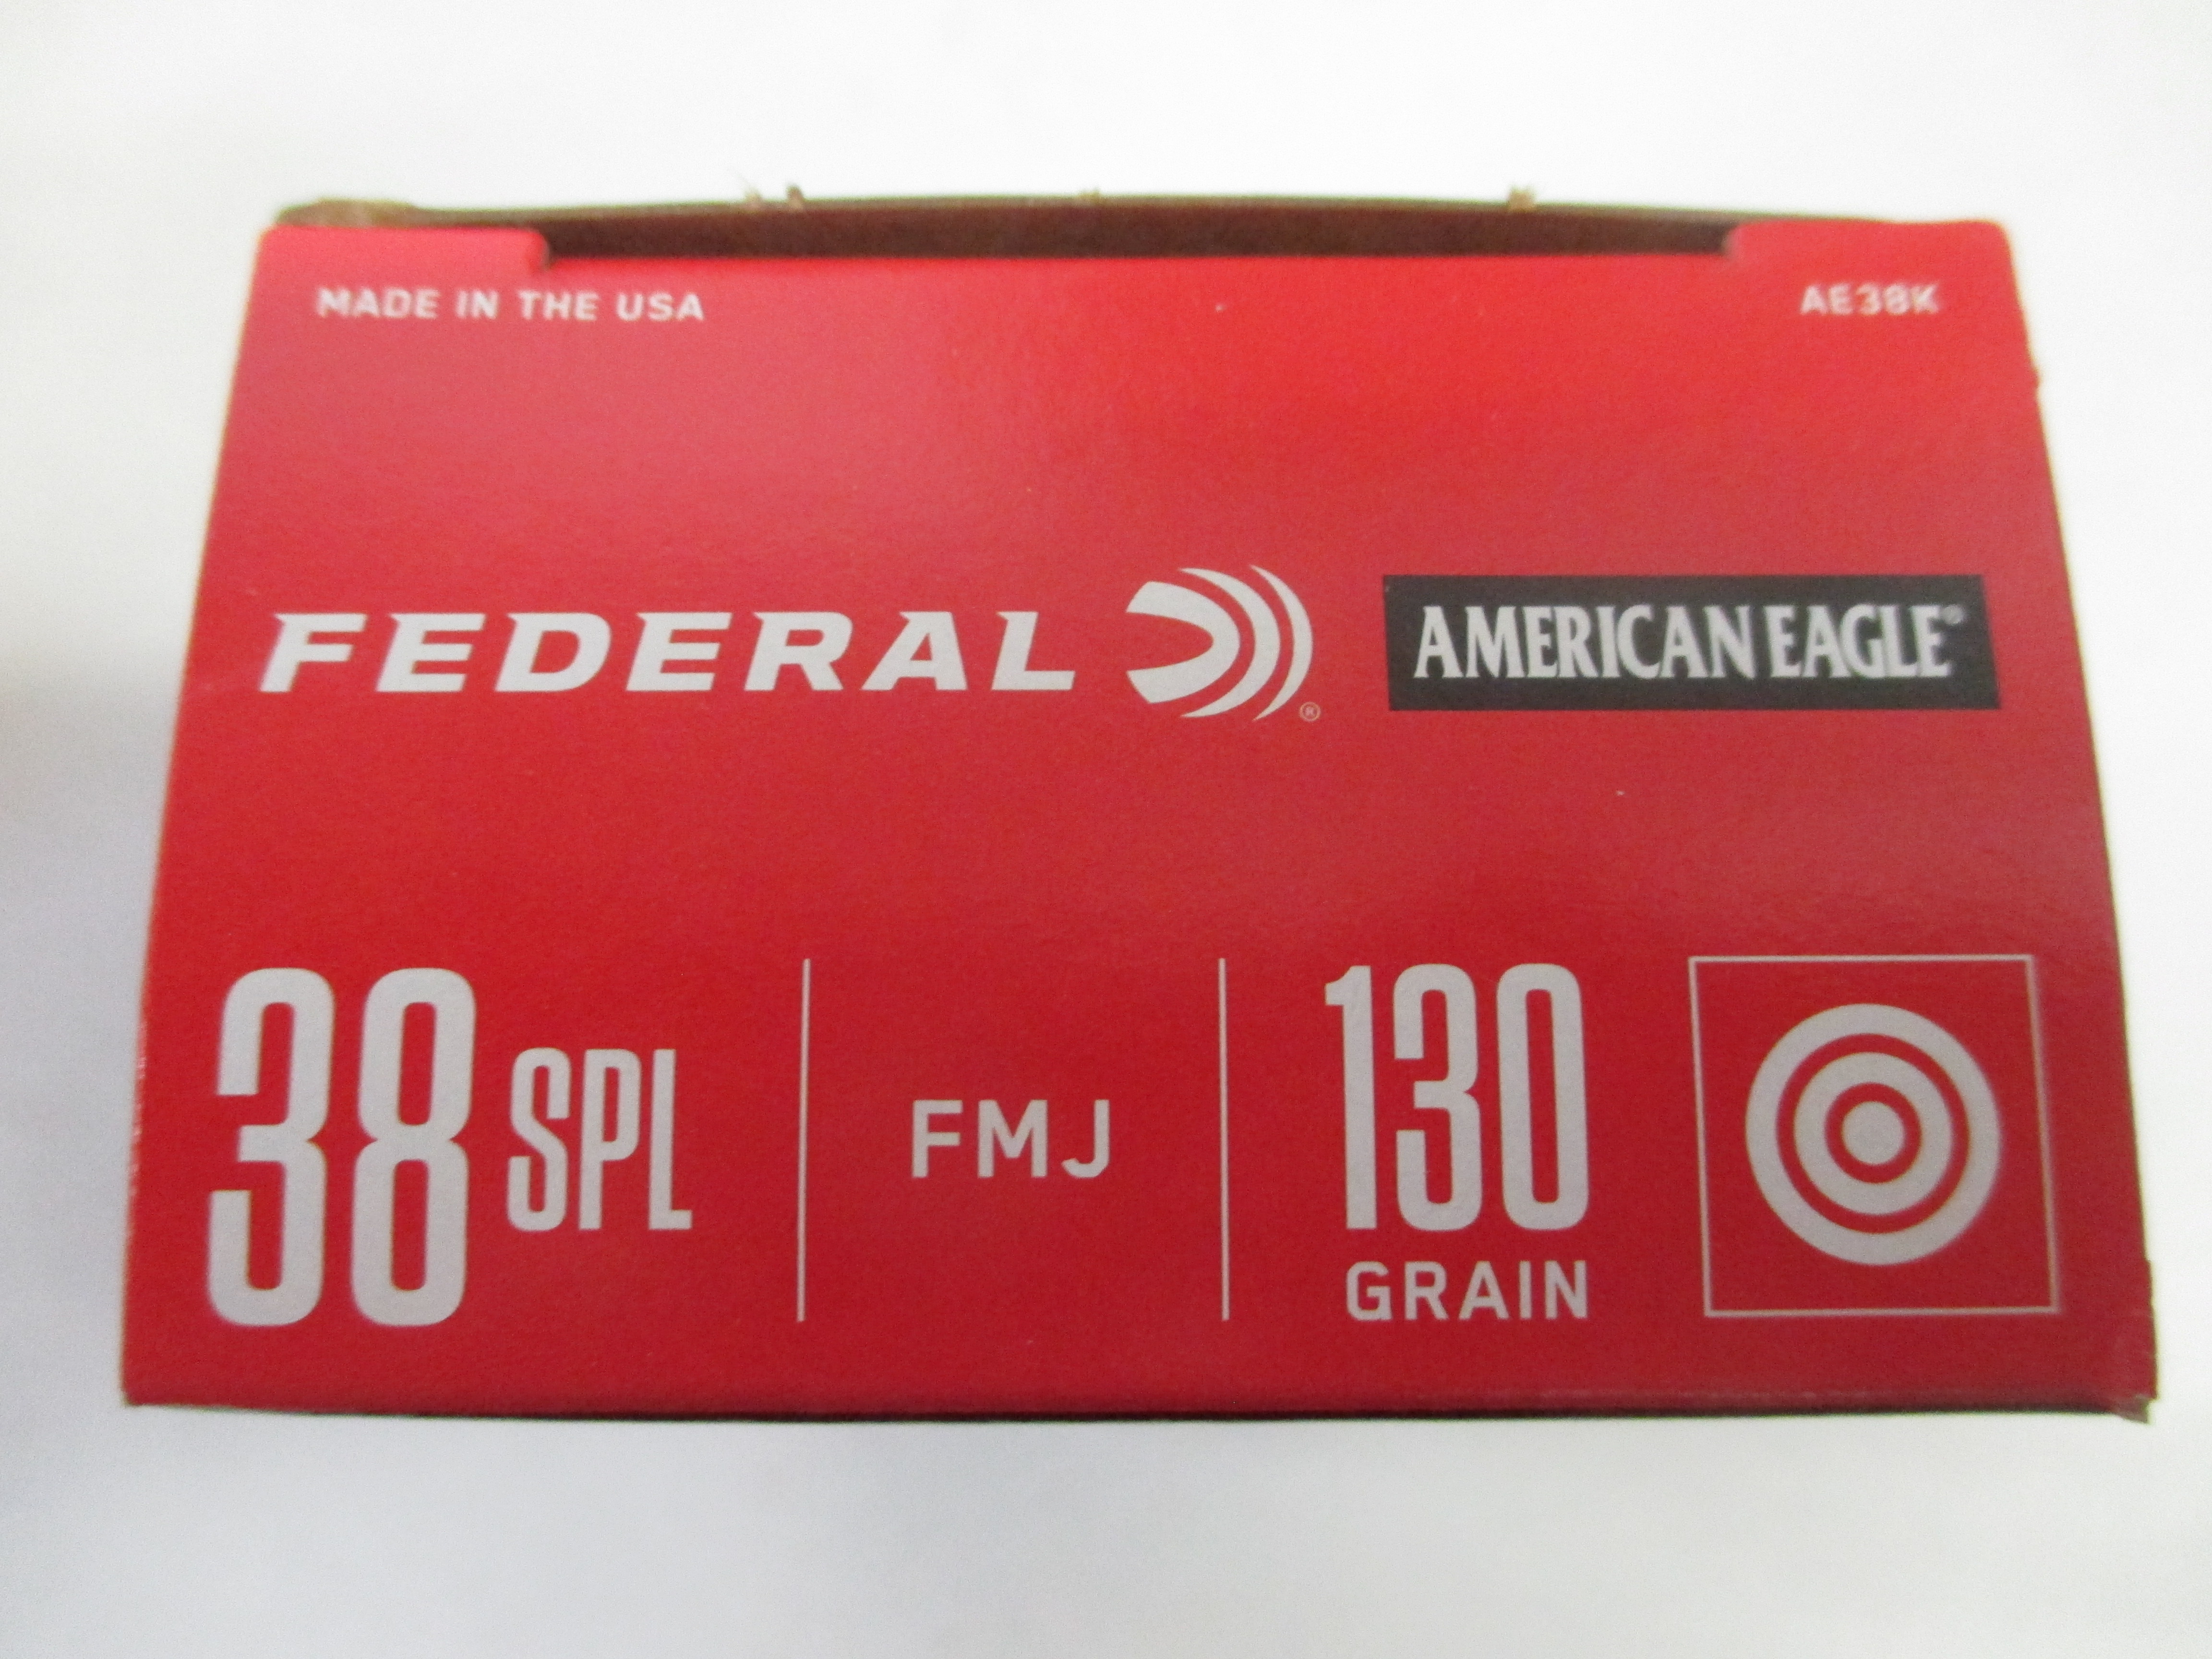 MADE IN THE USA AE38K
FEDERAL ® AMERICAN EAGLE®
38 SPL FMJ 130
GRAIN